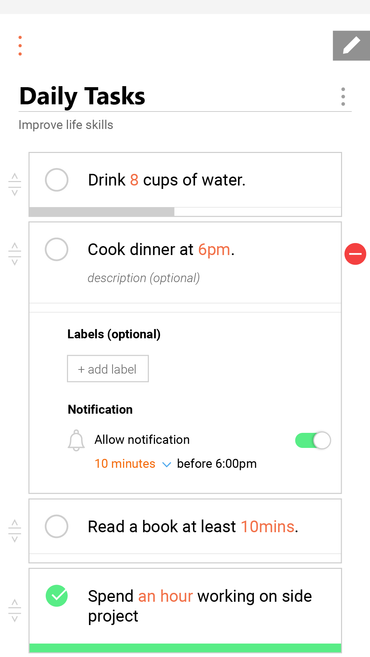 Daily Tasks
Improve life skills
Drink 8 cups of water.
Cook dinner at 6pm.
description (optional)
Labels (optional)
+ add label
Notification
Allow notification
10 minutes before 6:00pm
Read a book at least 10mins.
Spend an hour working on side
project